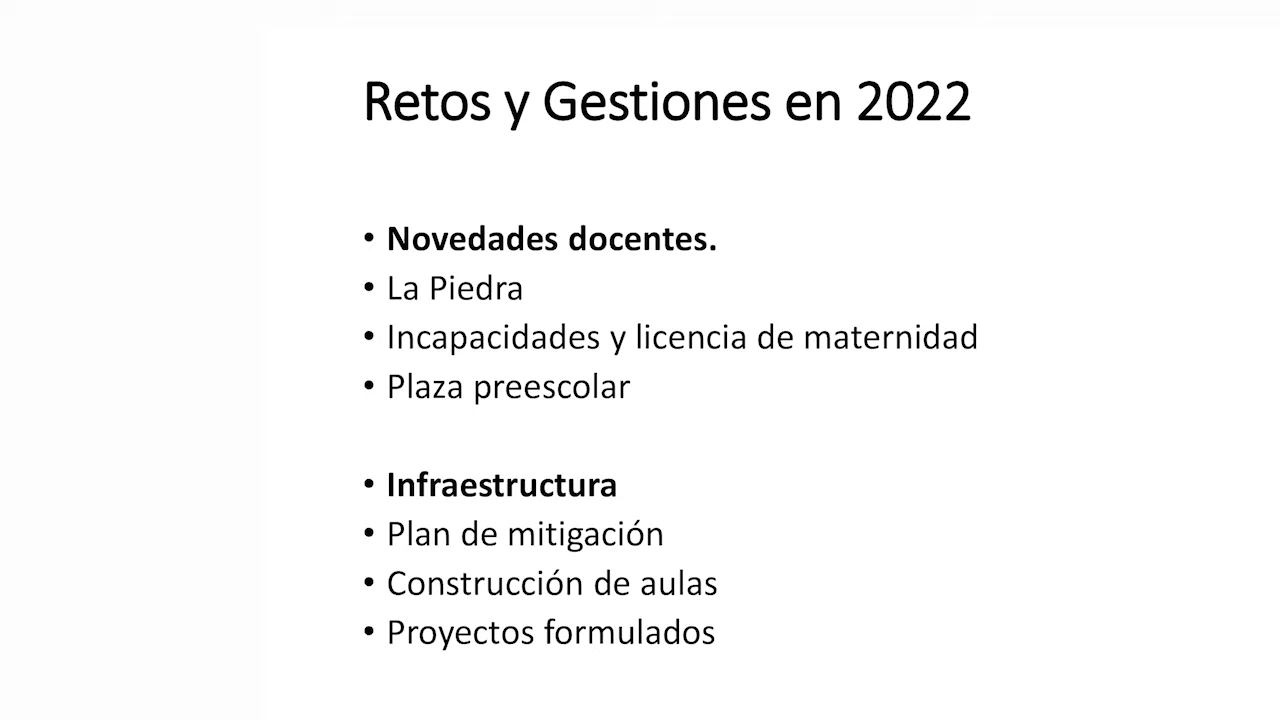 Retos y Gestiones en 2022
• Novedades docentes.
• La Piedra
• Incapacidades y licencia de maternidad
• Plaza preescolar
• Infraestructura
• Plan de mitigación
• Construcción de aulas
• Proyectos formulados